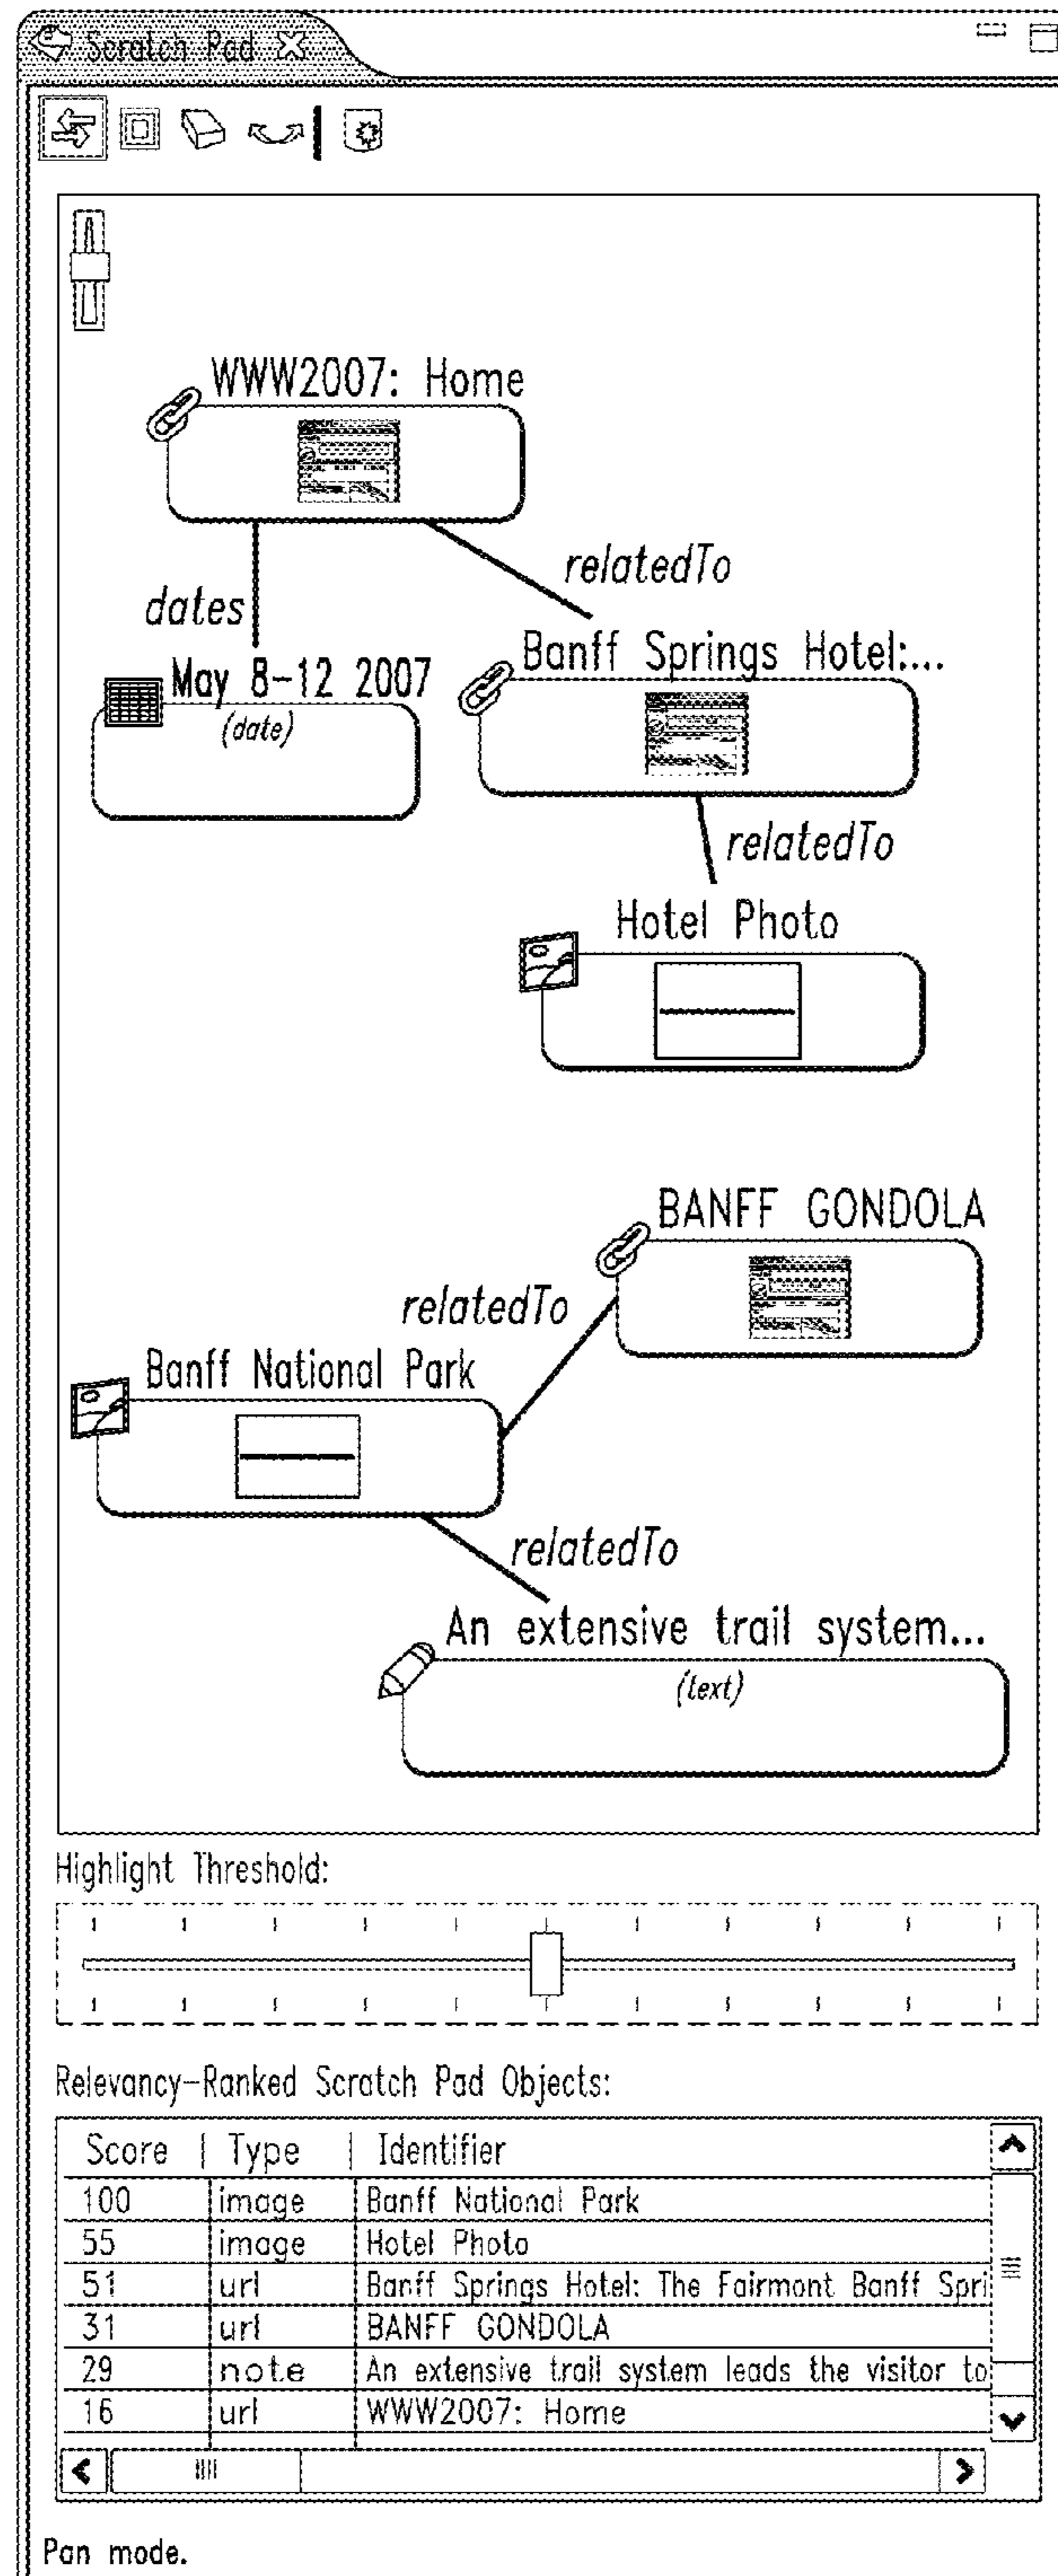 Scratch Pad
WWW2007: Home
relatedTo
dates
Banff Springs Hotel:...
May 8-12 2007
(date)
relatedTo
Hotel Photo
BANFF GONDOLA
relatedTo
Banff National Park
relatedTo
An extensive trail system...
(text)
Highlight Threshold:
Relevancy-Ranked Scratch Pad Objects:
Score | Type | Identifier
100 image Banff National Park
55 image Hotel Photo
51 url Banff Springs Hotel: The Fairmont Banff Spri
31 url BANFF GONDOLA
29 note An extensive trail system leads the visitor to
16 url WWW2007: Home
Pan mode.